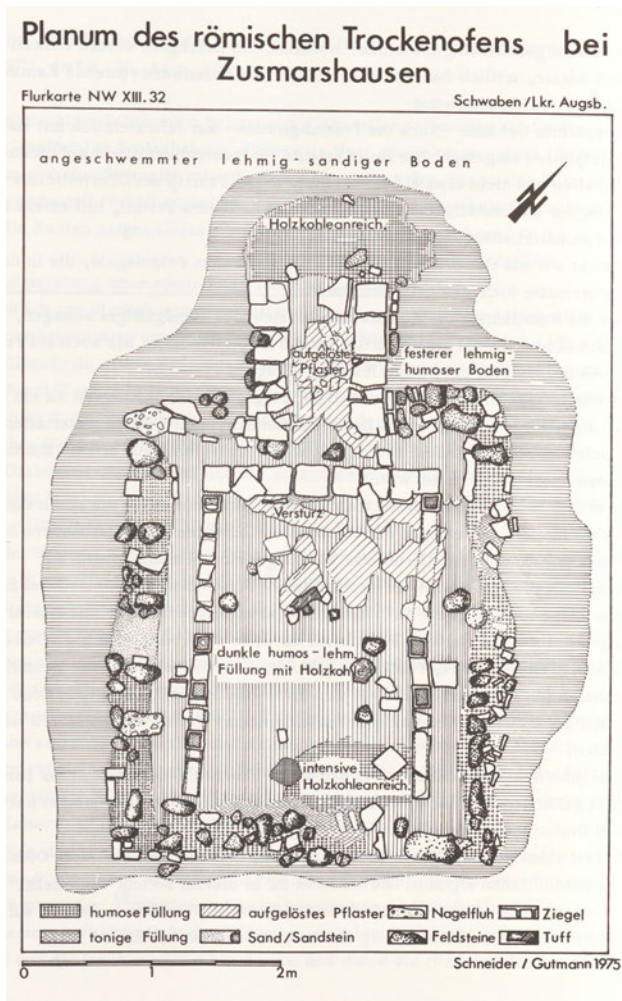 Planum des römischen Trockenofens bei
Zusmarshausen
Flurkarte NW XIII. 32
Schwaben / Lkr. Augsb.
angeschwemmter lehmig-sandiger Boden
Holzkohleanreich.
aufgelöstes
Pflaster
festerer lehmig-
humoser Boden
Versturz
dunkle humos-lehm.
Füllung mit Holzkoh
intensive
Holzkohleanreich.
humose Füllung
aufgelöstes Pflaster
Nagelfluh
Ziegel
tonige Füllung
Sand/Sandstein
Feldsteine
Tuff
0 1 2m
Schneider / Gutmann 1975